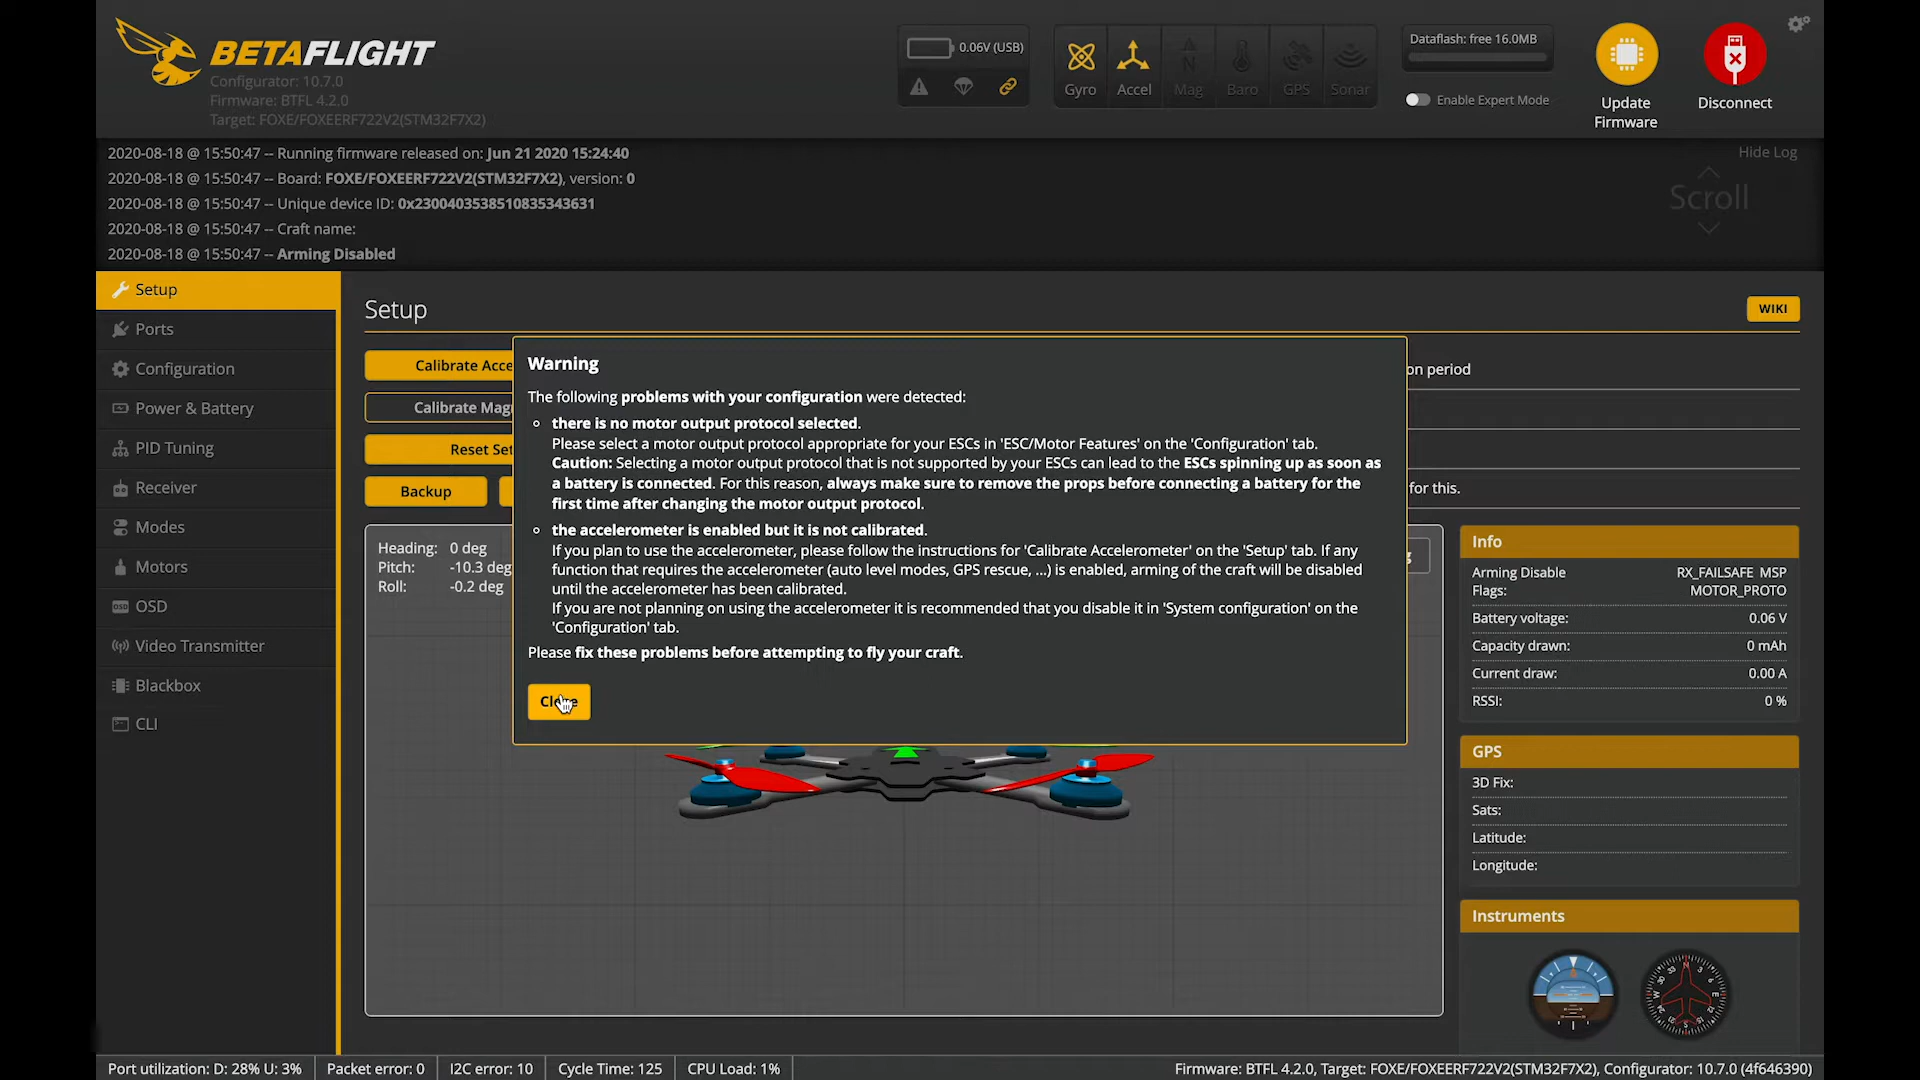 BETAFLIGHT
Configurator: 10.7.0
Firmware: BTFL 4.2.0
Target: FOXE/FOXEERF722V2(STM32F7X2)
0.06V (USB)
Gyro
Accel
Mag
Baro
GPS
Sonar
Dataflash: free 16.0MB
Enable Expert Mode
Update
Firmware
Disconnect
2020-08-18 @ 15:50:47 -- Running firmware released on: Jun 21 2020 15:24:40
2020-08-18 @ 15:50:47 -- Board: FOXE/FOXEERF722V2(STM32F7X2), version: 0
2020-08-18 @ 15:50:47 -- Unique device ID: 0x2300403538510835343631
2020-08-18 @ 15:50:47 -- Craft name:
2020-08-18 @ 15:50:47 -- Arming Disabled
Hide Log
Scroll
Setup
Ports
Configuration
Power & Battery
PID Tuning
Receiver
Modes
Motors
OSD
Video Transmitter
Blackbox
CLI
Setup
WIKI
Calibrate Acce
Calibrate Magn
Reset Set
Backup
on period
for this.
Heading: 0 deg
Pitch: -10.3 deg
Roll: -0.2 deg
Warning
The following problems with your configuration were detected:
there is no motor output protocol selected.
Please select a motor output protocol appropriate for your ESCs in 'ESC/Motor Features' on the 'Configuration' tab.
Caution: Selecting a motor output protocol that is not supported by your ESCs can lead to the ESCs spinning up as soon as
a battery is connected. For this reason, always make sure to remove the props before connecting a battery for the
first time after changing the motor output protocol.
the accelerometer is enabled but it is not calibrated.
If you plan to use the accelerometer, please follow the instructions for 'Calibrate Accelerometer' on the 'Setup' tab. If any
function that requires the accelerometer (auto level modes, GPS rescue, ...) is enabled, arming of the craft will be disabled
until the accelerometer has been calibrated.
If you are not planning on using the accelerometer it is recommended that you disable it in 'System configuration' on the
'Configuration' tab.
Please fix these problems before attempting to fly your craft.
Close
Info
Arming Disable RX_FAILSAFE MSP
Flags: MOTOR_PROTO
Battery voltage: 0.06 V
Capacity drawn: 0 mAh
Current draw: 0.00 A
RSSI: 0 %
GPS
3D Fix:
Sats:
Latitude:
Longitude:
Instruments
Port utilization: D: 28% U: 3%
Packet error: 0
I2C error: 10
Cycle Time: 125
CPU Load: 1%
Firmware: BTFL 4.2.0, Target: FOXE/FOXEERF722V2(STM32F7X2), Configurator: 10.7.0 (4f646390)